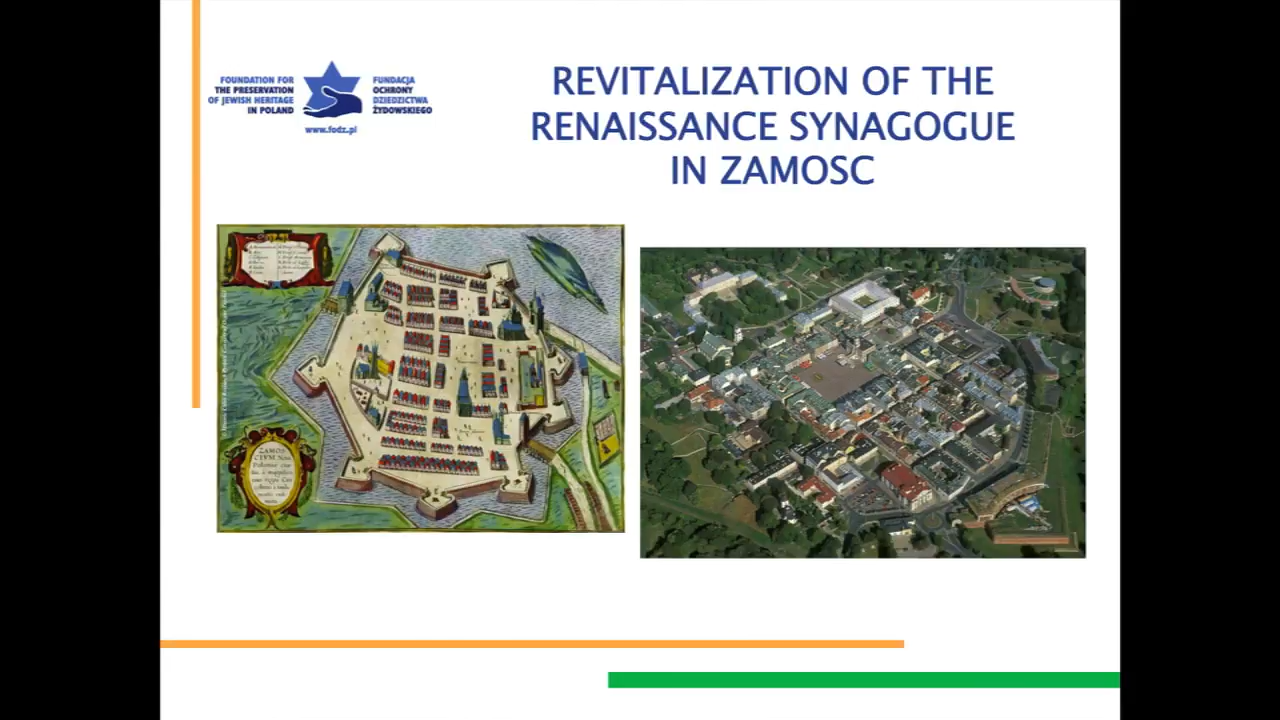 FOUNDATION FOR
THE PRESERVATION
OF JEWISH HERITAGE
IN POLAND
FUNDACJA
OCHRONY
DZIEDZICTWA
ŻYDOWSKIEGO
www.fodz.pl
REVITALIZATION OF THE
RENAISSANCE SYNAGOGUE
IN ZAMOSC
ZAMOS